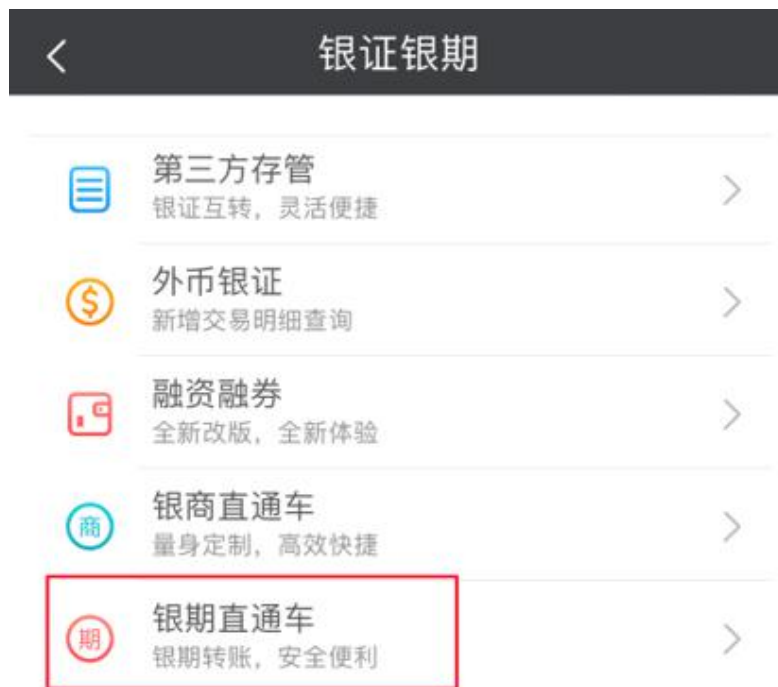 银证银期
第三方存管
银证互转，灵活便捷
外币银证
$
新增交易明细查询
融资融券
全新改版，全新体验
银商直通车
商
量身定制，高效快捷
银期直通车
期
银期转账，安全便利